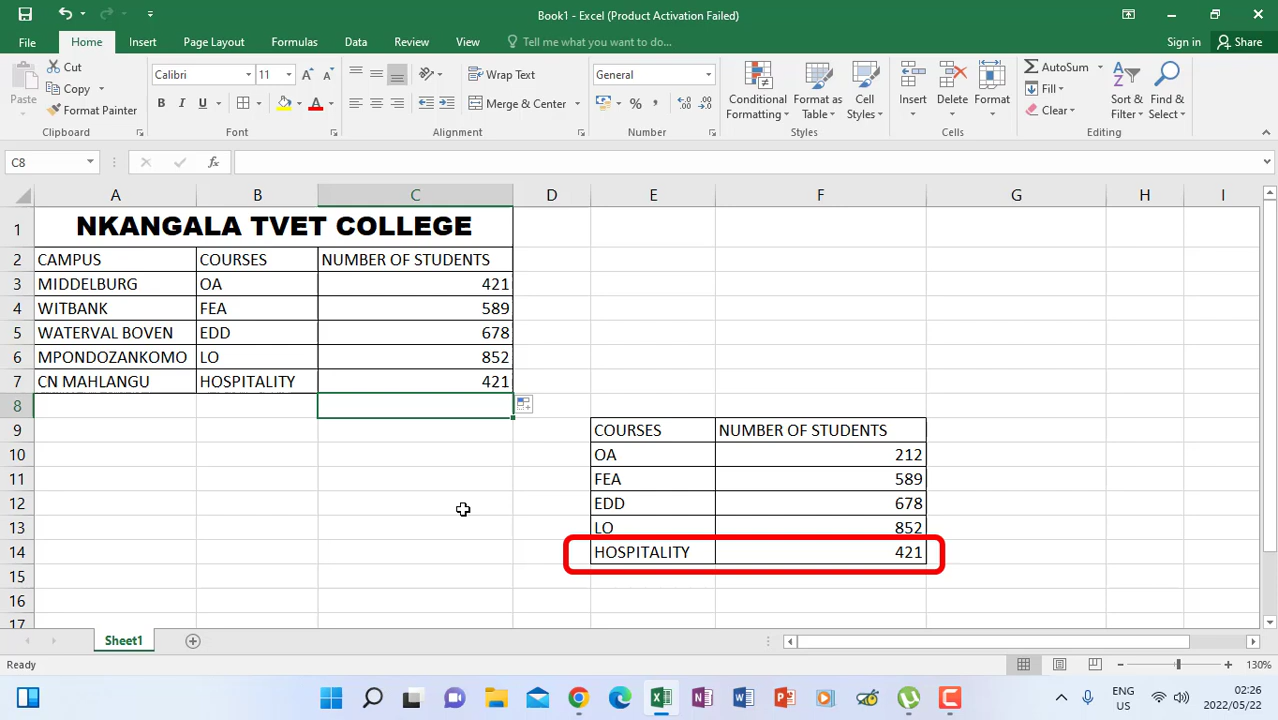 Book1 - Excel (Product Activation Failed)
File Home Insert Page Layout Formulas Data Review View Tell me what you want to do... Sign in Share
Paste
Cut
Copy
Format Painter
Clipboard
Calibri 11
B I U
Font
Wrap Text
Merge & Center
Alignment
General
%
Number
Conditional Formatting
Format as Table
Cell Styles
Styles
Insert
Delete
Format
Cells
AutoSum
Fill
Clear
Sort & Filter
Find & Select
Editing
C8 fx
A B C D E F G H I
1 NKANGALA TVET COLLEGE
2 CAMPUS COURSES NUMBER OF STUDENTS
3 MIDDELBURG OA 421
4 WITBANK FEA 589
5 WATERVAL BOVEN EDD 678
6 MPONDOZANKOMO LO 852
7 CN MAHLANGU HOSPITALITY 421
8
9 COURSES NUMBER OF STUDENTS
10 OA 212
11 FEA 589
12 EDD 678
13 LO 852
14 HOSPITALITY 421
15
16
17
Sheet1
Ready 130%
ENG
US
02:26
2022/05/22